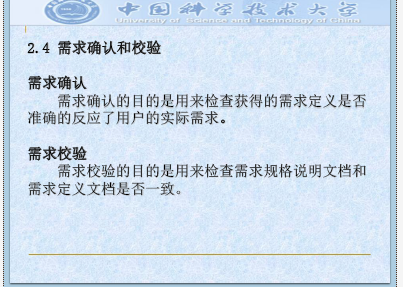 中国科学技术大学
University of Science and Technology of China
2.4 需求确认和校验
需求确认
需求确认的目的是用来检查获得的需求定义是否
准确的反应了用户的实际需求。
需求校验
需求校验的目的是用来检查需求规格说明文档和
需求定义文档是否一致。